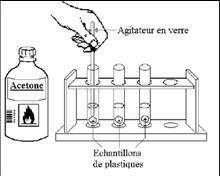 Agitateur en verre
Acetone
Echantillons
de plastiques